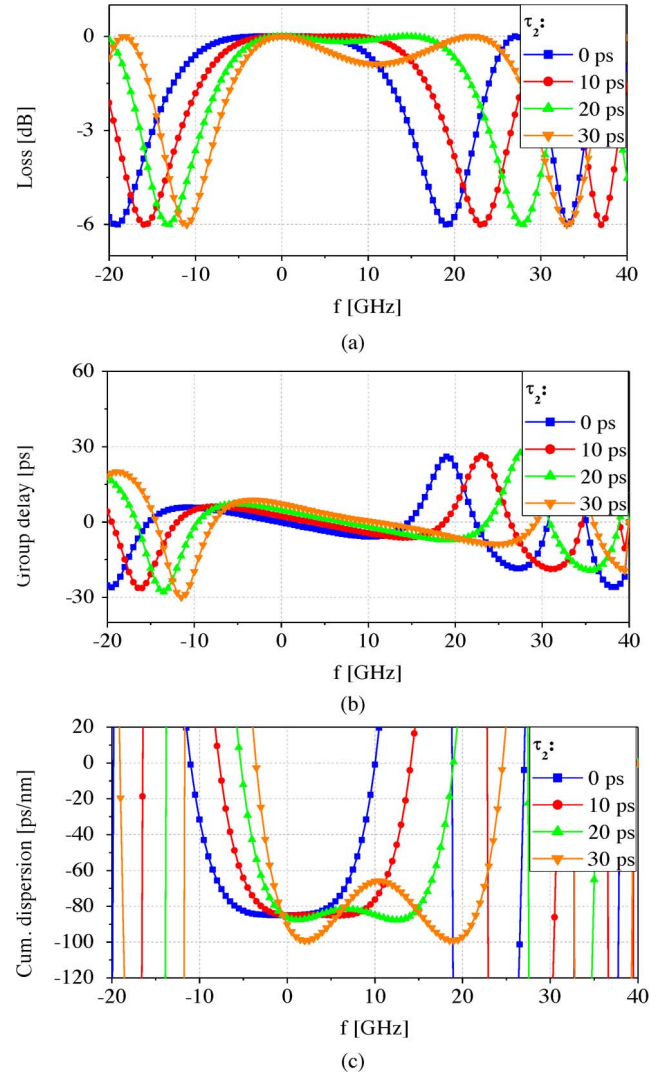 0
-3
-6
Loss [dB]
τ2:
0 ps
10 ps
20 ps
30 ps
-20 -10 0 10 20 30 40
f [GHz]
(a)
60
30
0
-30
Group delay [ps]
τ2:
0 ps
10 ps
20 ps
30 ps
-20 -10 0 10 20 30 40
f [GHz]
(b)
20
0
-20
-40
-60
-80
-100
-120
Cum. dispersion [ps/nm]
τ2:
0 ps
10 ps
20 ps
30 ps
-20 -10 0 10 20 30 40
f [GHz]
(c)